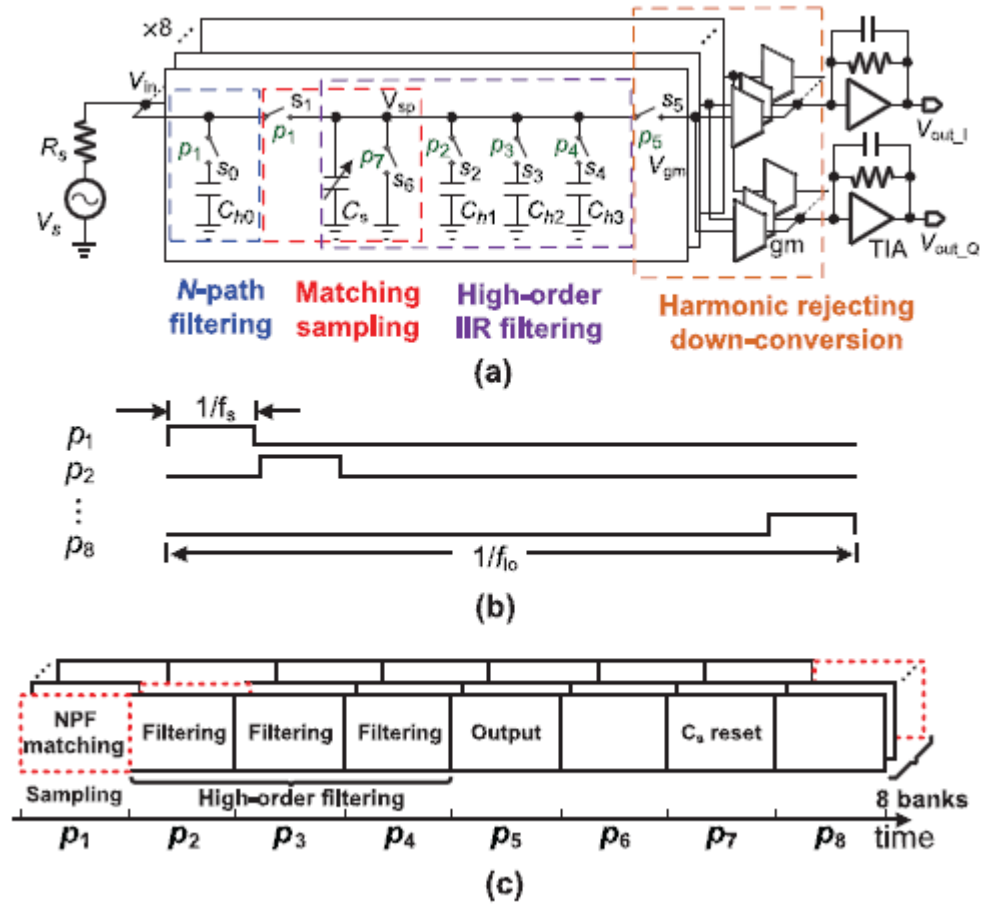 (a)
×8
V_in
R_s
V_s
p_1
s_0
C_h0
s_1
p_1
C_s
V_sp
p_7
s_6
p_2
s_2
C_h1
p_3
s_3
C_h2
p_4
s_4
C_h3
s_5
p_5
V_gm
gm
TIA
V_out_I
V_out_Q
N-path
filtering
Matching
sampling
High-order
IIR filtering
Harmonic rejecting
down-conversion
(a)
1/f_s
p_1
p_2
⋮
p_8
1/f_lo
(b)
NPF
matching
Filtering
Filtering
Filtering
Output
C_s reset
Sampling
High-order filtering
8 banks
p_1 p_2 p_3 p_4 p_5 p_6 p_7 p_8 time
(c)